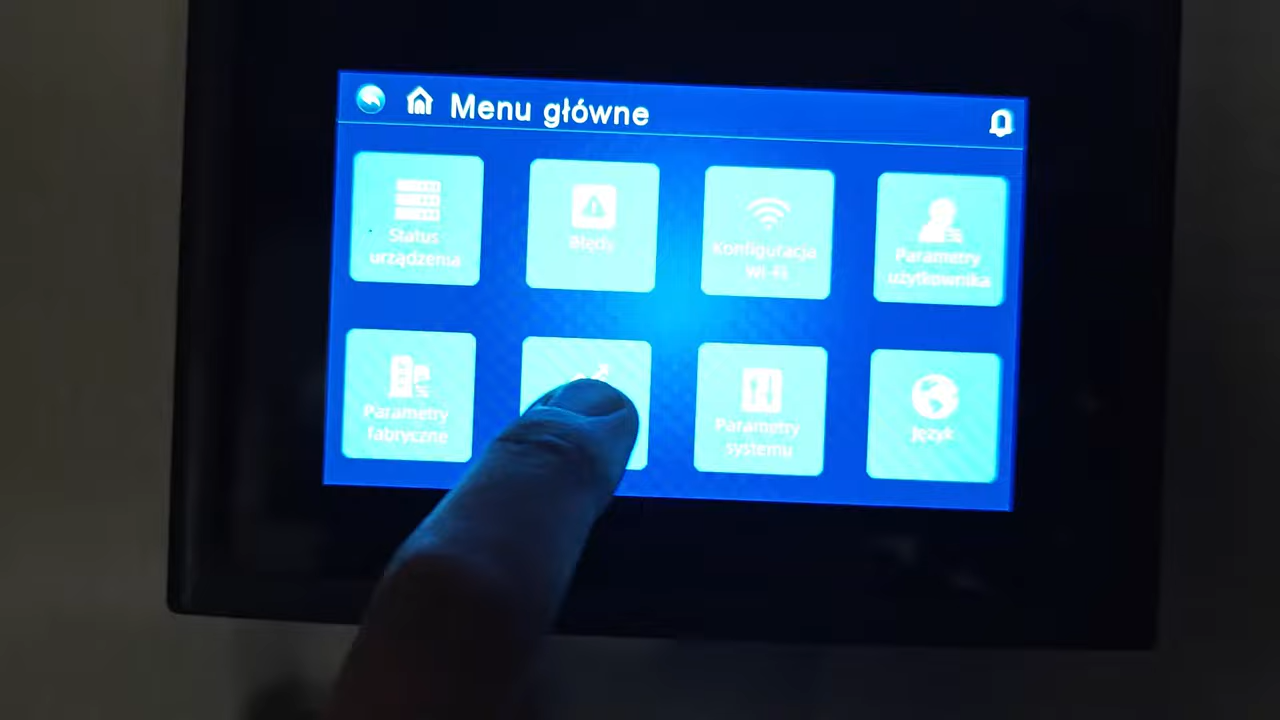 Menu główne
Status
urządzenia
Błędy
Konfiguracja
Wi-Fi
Parametry
użytkownika
Parametry
fabryczne
Parametry
systemu
Język